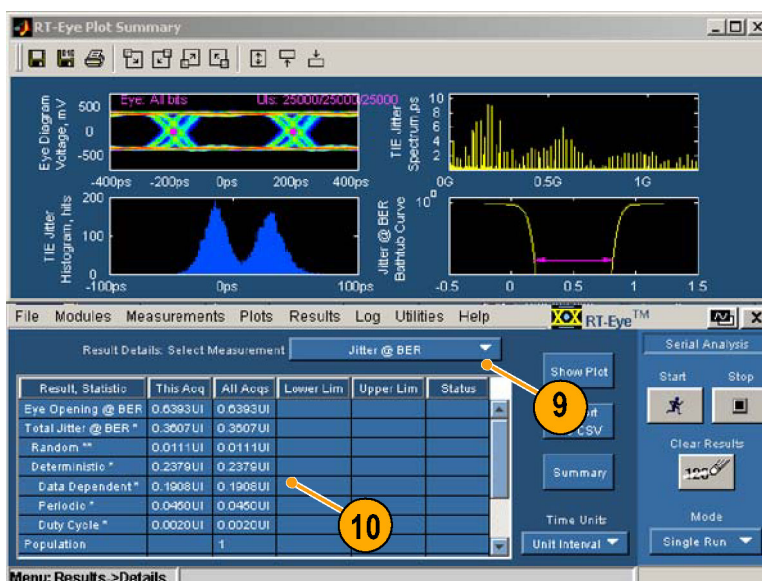 RT-Eye Plot Summary
Eye Diagram
Voltage, mV
500
0
-500
Eye: All bits
UIs: 25000/25000/25000
-400ps -200ps 0ps 200ps 400ps
TIE Jitter
Spectrum, ps
10
8
6
4
2
0G 0.5G 1G
TIE Jitter
Histogram, hits
200
100
0
-100ps 0ps 100ps
Jitter @ BER
Bathtub Curve
10⁰
-0.5 0 0.5 1 1.5
File Modules Measurements Plots Results Log Utilities Help
RT-Eye™
X
Result Details: Select Measurement
Jitter @ BER
Serial Analysis
Result, Statistic This Acq All Acqs Lower Lim Upper Lim Status
Eye Opening @ BER 0.6393UI 0.6393UI
Total Jitter @ BER * 0.3607UI 0.3607UI
Random ** 0.0111UI 0.0111UI
Deterministic * 0.2379UI 0.2379UI
Data Dependent * 0.1908UI 0.1908UI
Periodic * 0.0450UI 0.0450UI
Duty Cycle * 0.0020UI 0.0020UI
Population 1
Show Plot
CSV
Summary
Time Units
Unit Interval
Start Stop
Clear Results
123
Mode
Single Run
9
10
Menu: Results->Details